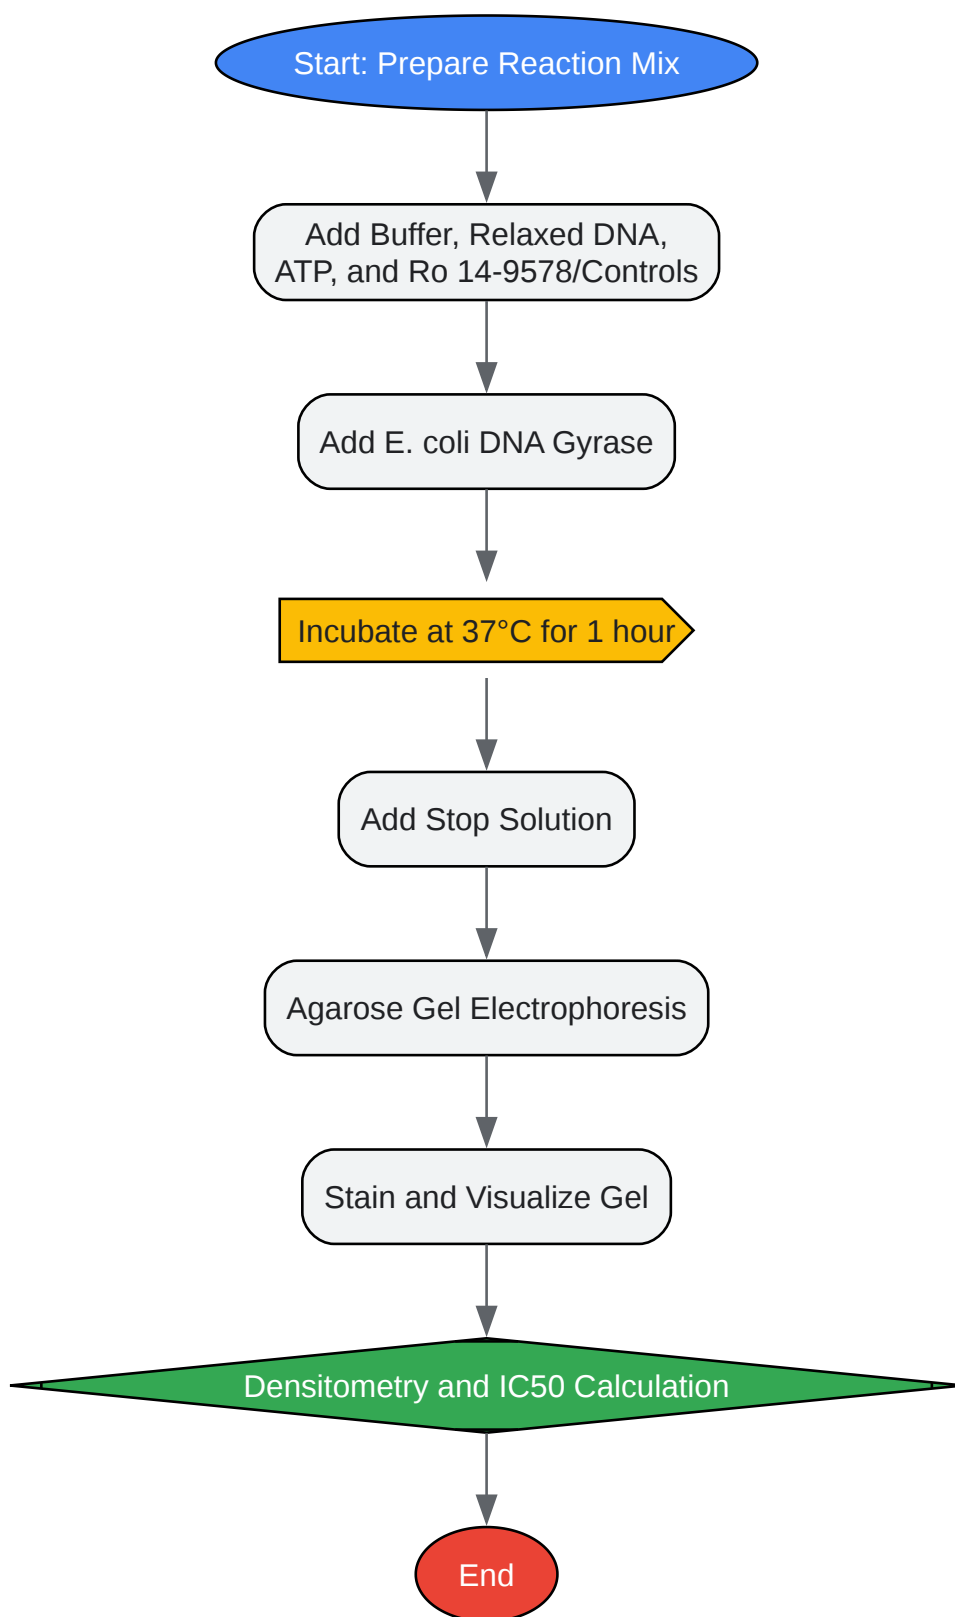 Start: Prepare Reaction Mix
Add Buffer, Relaxed DNA,
ATP, and Ro 14-9578/Controls
Add E. coli DNA Gyrase
Incubate at 37°C for 1 hour
Add Stop Solution
Agarose Gel Electrophoresis
Stain and Visualize Gel
Densitometry and IC50 Calculation
End